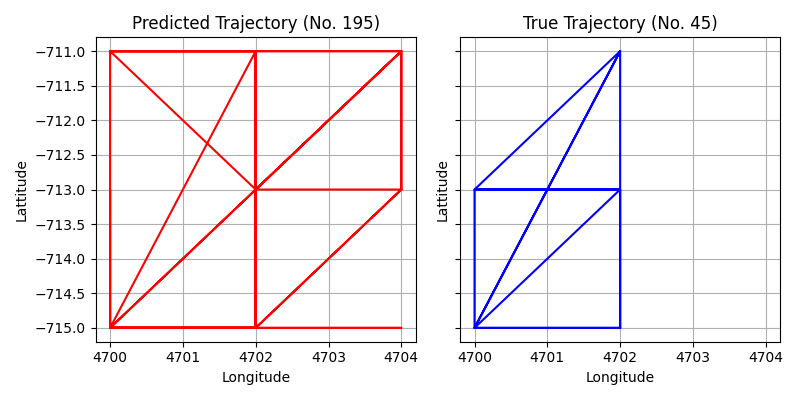 Predicted Trajectory (No. 195)
True Trajectory (No. 45)
−711.0
−711.5
−712.0
−712.5
−713.0
−713.5
−714.0
−714.5
−715.0
Lattitude
Lattitude
4700 4701 4702 4703 4704
4700 4701 4702 4703 4704
Longitude
Longitude